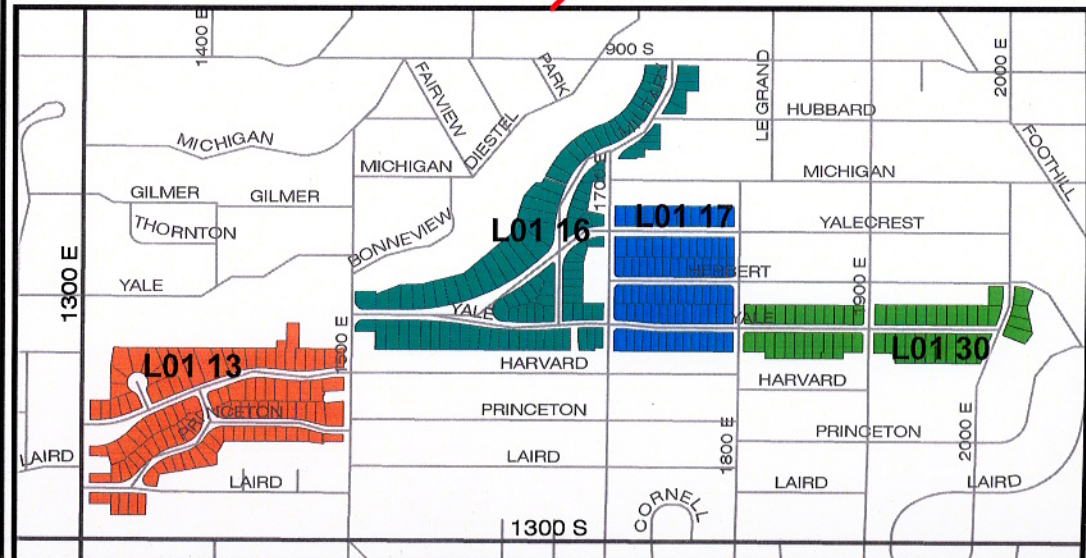 1400 E
900 S
2000 E
FAIRVIEW
PARK
MILITARY
LE GRAND
HUBBARD
DIESTEL
MICHIGAN
FOOTHILL
MICHIGAN
MICHIGAN
1700 E
GILMER
GILMER
L01 16
L01 17
THORNTON
YALECREST
BONNEVIEW
1300 E
YALE
HERBERT
1900 E
YALE
YALE
1500 E
L01 13
HARVARD
L01 30
HARVARD
PRINCETON
PRINCETON
PRINCETON
1800 E
2000 E
LAIRD
LAIRD
LAIRD
LAIRD
LAIRD
CORNELL
1300 S